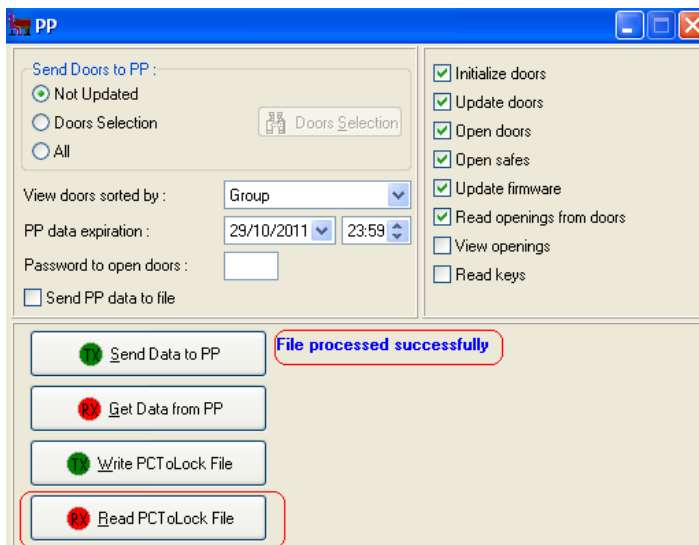 PP
Send Doors to PP :
Not Updated
Doors Selection
Doors Selection
All
View doors sorted by :
Group
PP data expiration :
29/10/2011
23:59
Password to open doors :
Send PP data to file
Initialize doors
Update doors
Open doors
Open safes
Update firmware
Read openings from doors
View openings
Read keys
TX Send Data to PP
File processed successfully
RX Get Data from PP
TX Write PCToLock File
RX Read PCToLock File